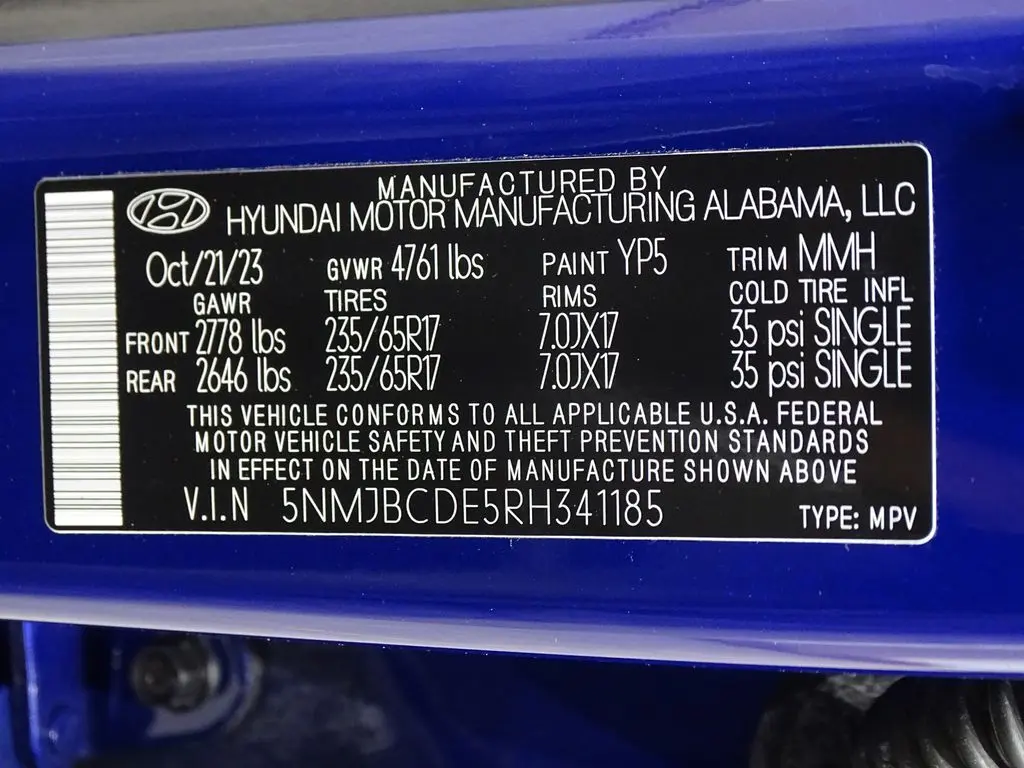 MANUFACTURED BY
HYUNDAI MOTOR MANUFACTURING ALABAMA, LLC
Oct/21/23 GVWR 4761 lbs PAINT YP5 TRIM MMH
GAWR TIRES RIMS COLD TIRE INFL
FRONT 2778 lbs 235/65R17 7.0JX17 35 psi SINGLE
REAR 2646 lbs 235/65R17 7.0JX17 35 psi SINGLE
THIS VEHICLE CONFORMS TO ALL APPLICABLE U.S.A. FEDERAL
MOTOR VEHICLE SAFETY AND THEFT PREVENTION STANDARDS
IN EFFECT ON THE DATE OF MANUFACTURE SHOWN ABOVE
V.I.N 5NMJBCDE5RH341185 TYPE: MPV